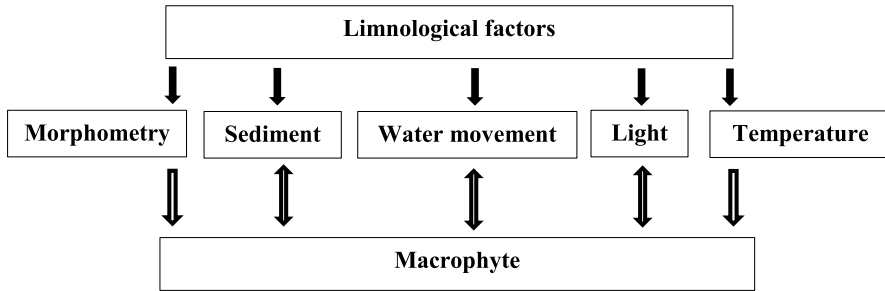 Limnological factors
Morphometry
Sediment
Water movement
Light
Temperature
Macrophyte